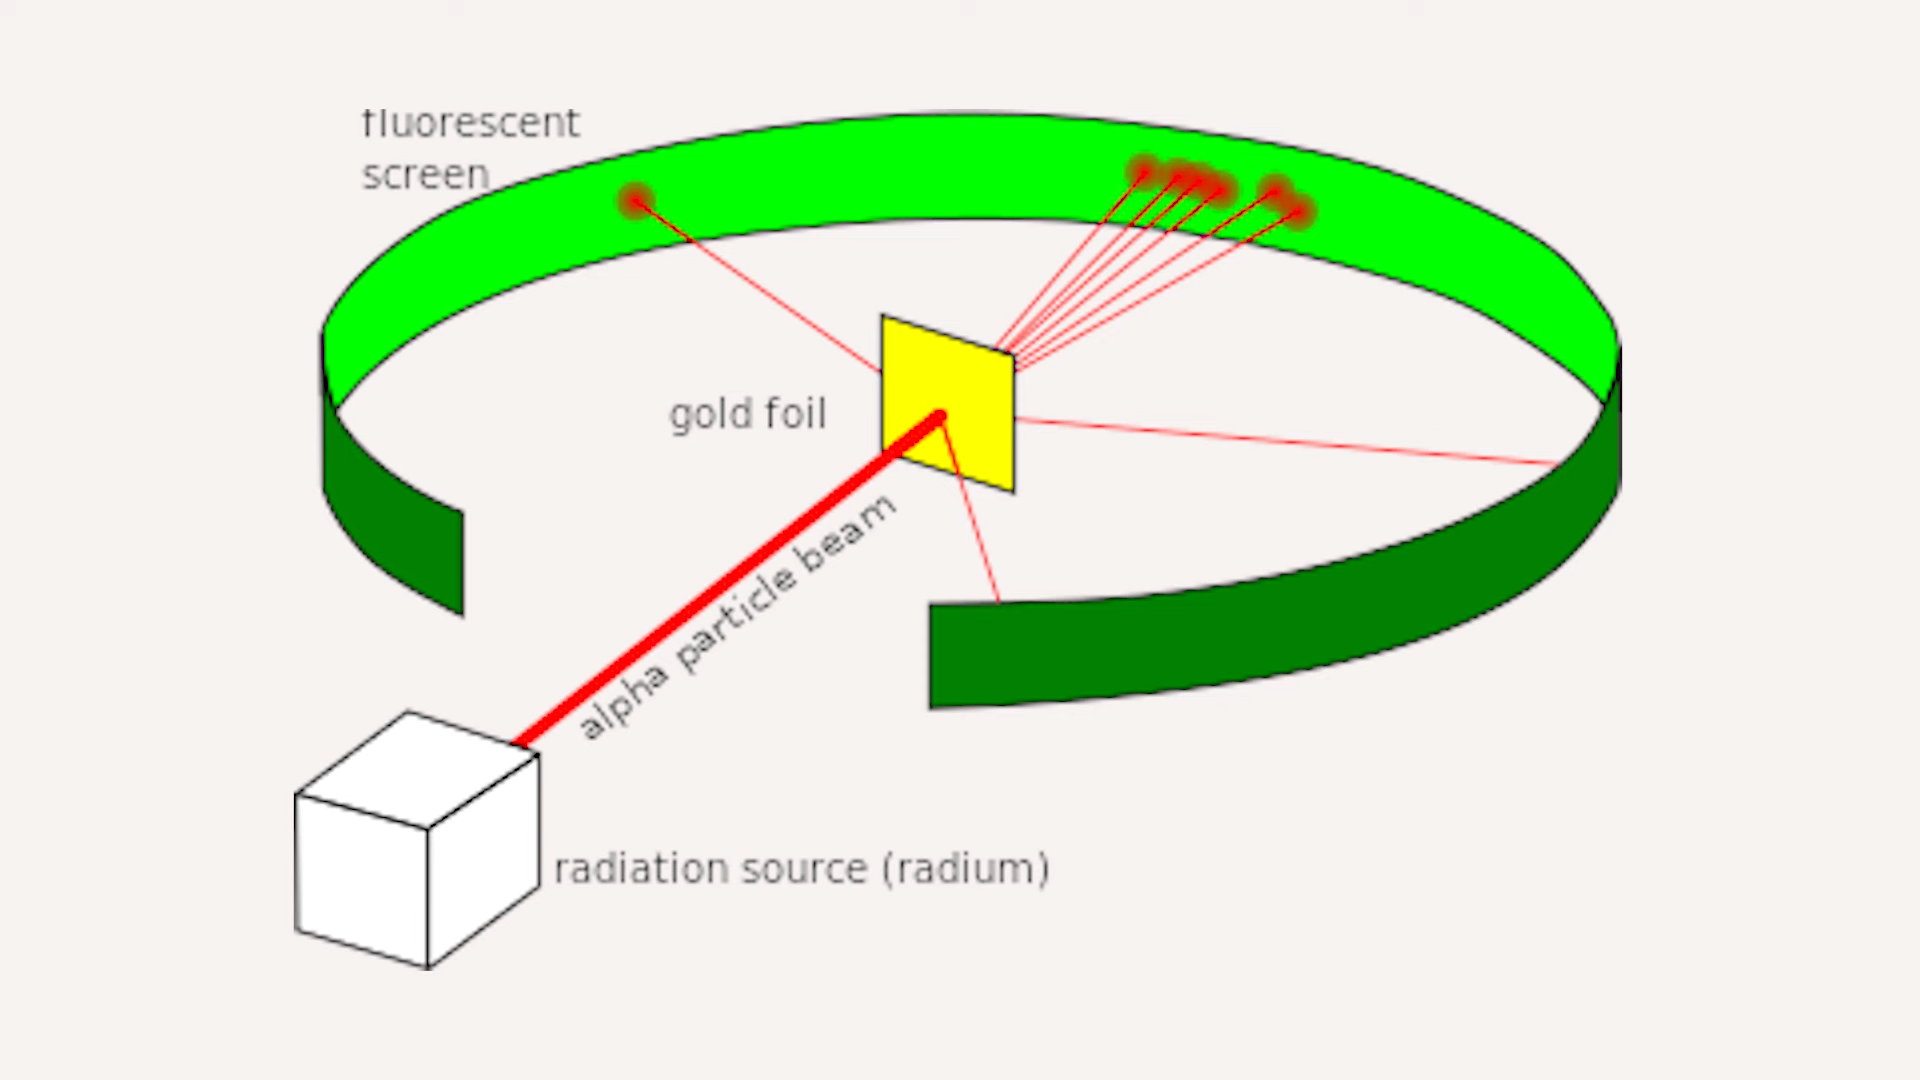 fluorescent
screen
gold foil
alpha particle beam
radiation source (radium)